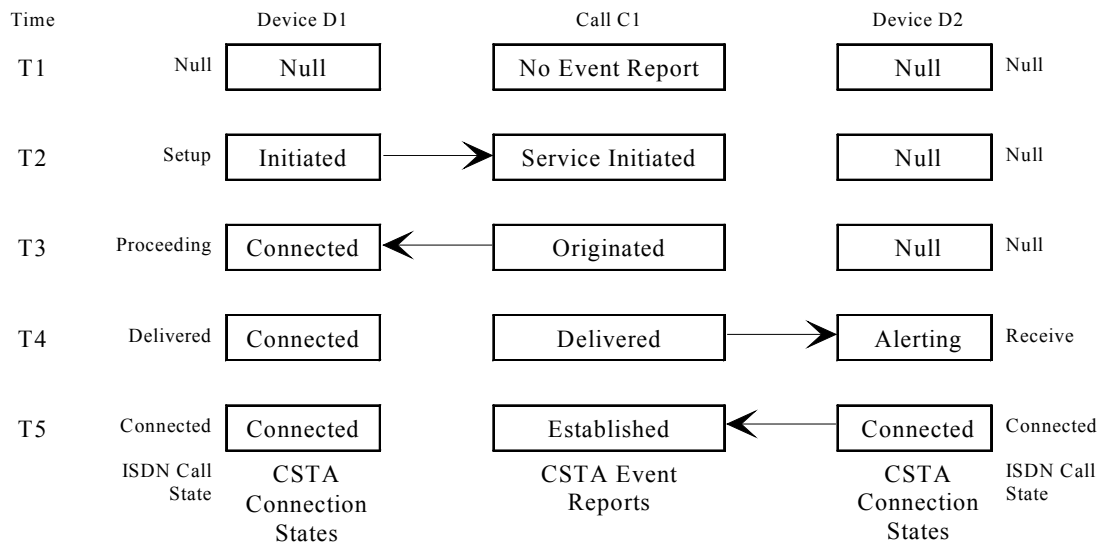 Time Device D1 Call C1 Device D2
T1 Null Null No Event Report Null Null
T2 Setup Initiated Service Initiated Null Null
T3 Proceeding Connected Originated Null Null
T4 Delivered Connected Delivered Alerting Receive
T5 Connected Connected Established Connected Connected
ISDN Call CSTA CSTA Event CSTA ISDN Call
State Connection Reports Connection State
States States